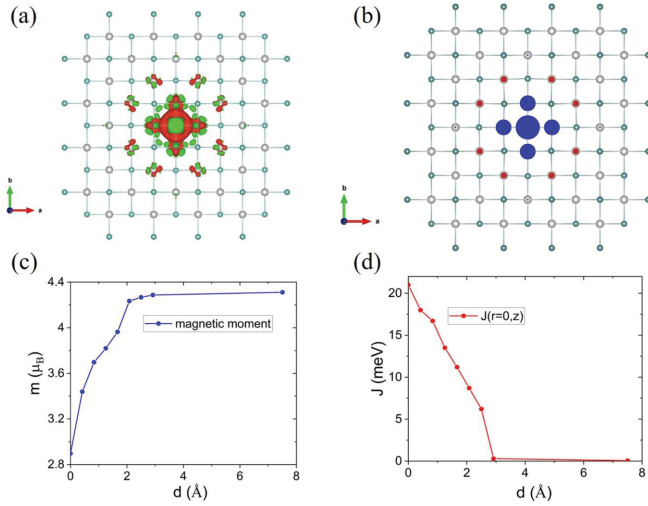 (a)
(b)
b
a
b
a
(c)
(d)
4.4
4.0
3.6
3.2
2.8
m (μB)
magnetic moment
0
2
4
6
8
d (Å)
20
15
10
5
0
J (meV)
J(r=0,z)
0
2
4
6
8
d (Å)